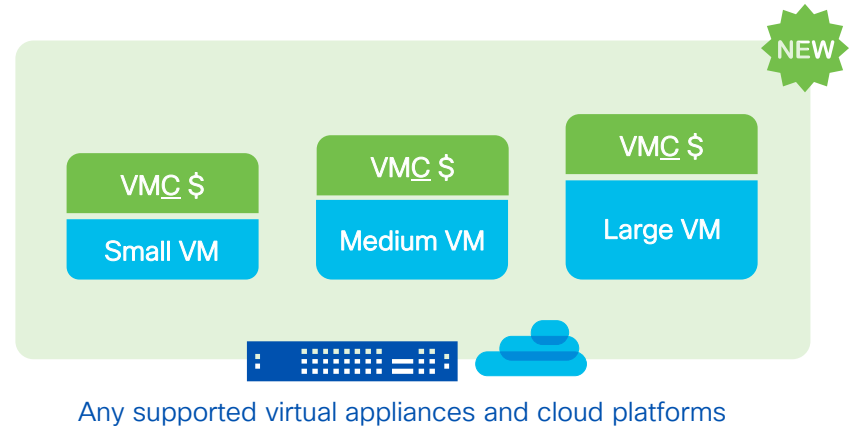 NEW
VMC $
Small VM
VMC $
Medium VM
VMC $
Large VM
Any supported virtual appliances and cloud platforms